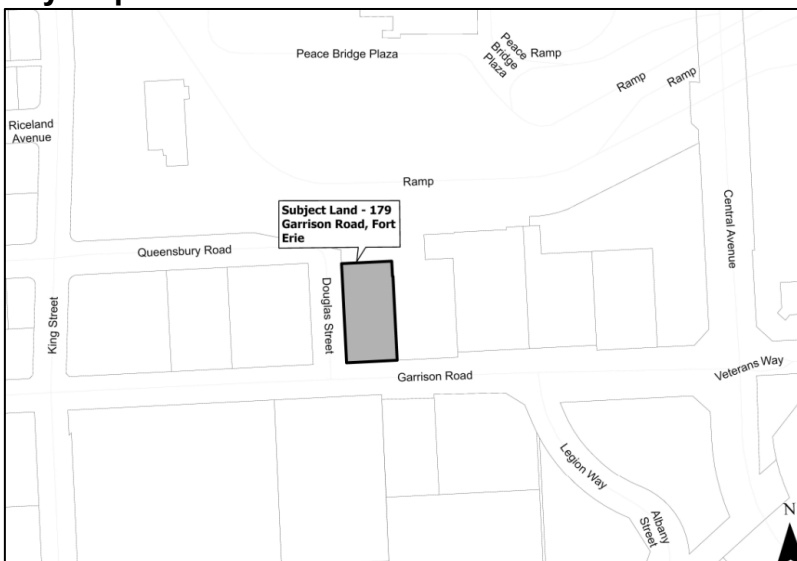 Peace Bridge Plaza
Peace
Bridge
Plaza
Ramp
Ramp
Ramp
Riceland
Avenue
Ramp
Subject Land - 179
Garrison Road, Fort
Erie
Queensbury Road
Central Avenue
Douglas Street
King Street
Garrison Road
Veterans Way
Legion Way
Albany
Street
N